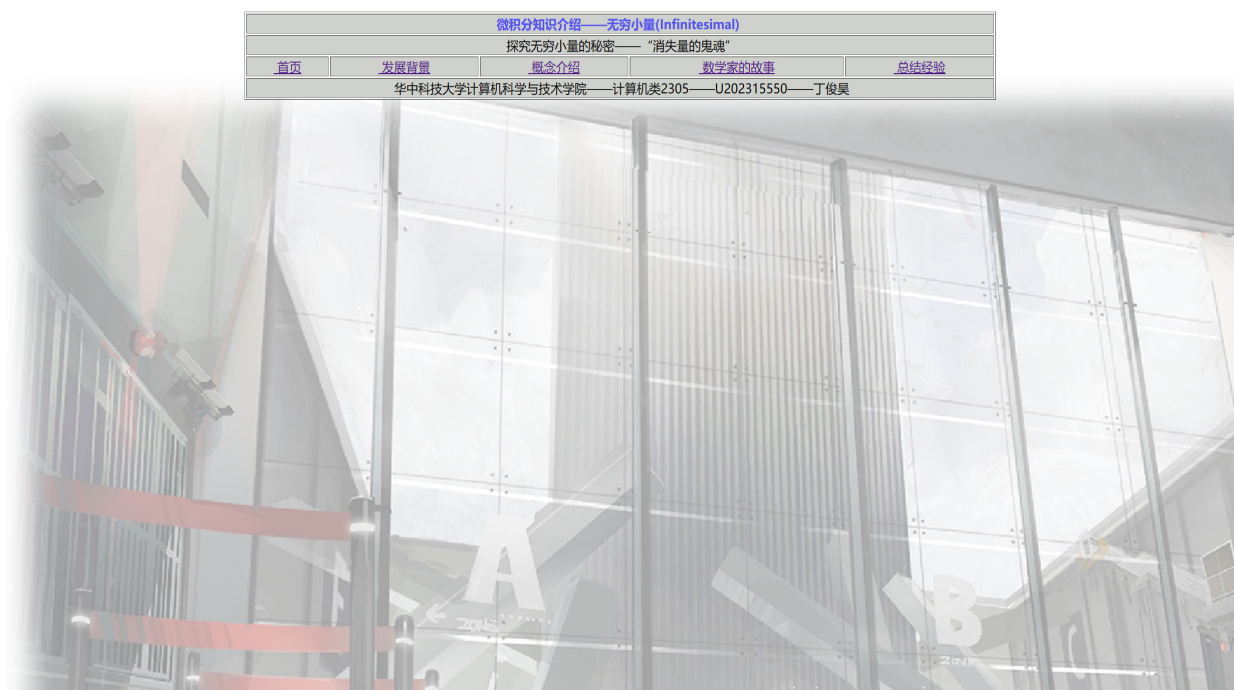 微积分知识介绍——无穷小量(Infinitesimal)
探究无穷小量的秘密——“消失量的鬼魂”
首页 发展背景 概念介绍 数学家的故事 总结经验
华中科技大学计算机科学与技术学院——计算机类2305——U202315550——丁俊昊
A
B
C